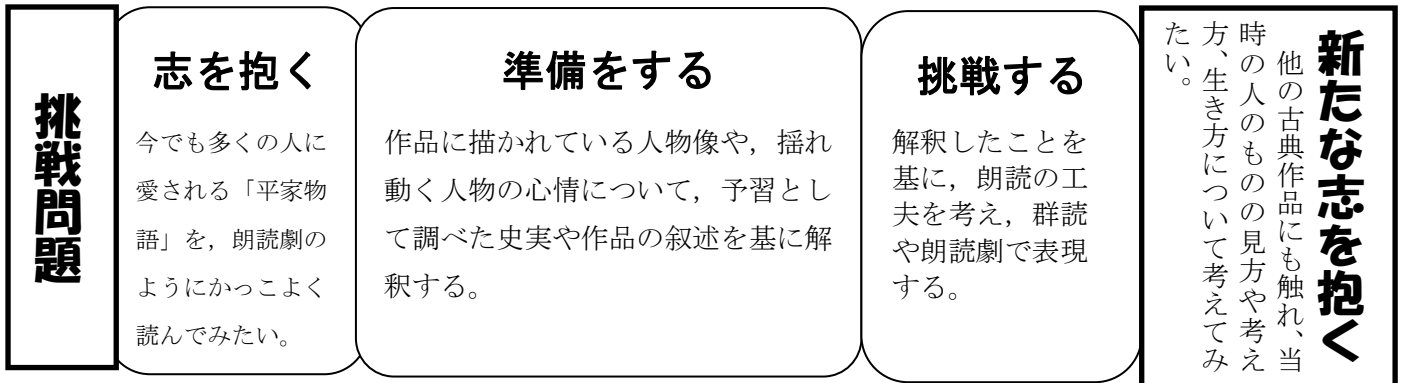 挑戦問題
志を抱く
今でも多くの人に
愛される「平家物
語」を，朗読劇の
ようにかっこよく
読んでみたい。
準備をする
作品に描かれている人物像や，揺れ
動く人物の心情について，予習とし
て調べた史実や作品の叙述を基に解
釈する。
挑戦する
解釈したことを
基に，朗読の工
夫を考え，群読
や朗読劇で表現
する。
新たな志を抱く
他の古典作品にも触れ、当
時の人のものの見方や考え
方、生き方について考えてみ
たい。